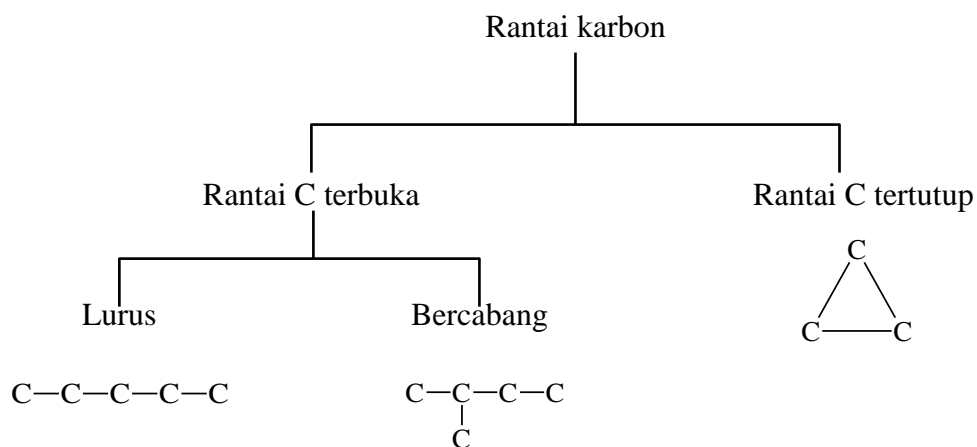 Rantai karbon
Rantai C terbuka
Rantai C tertutup
C
C C
Lurus
Bercabang
C—C—C—C—C
C—C—C—C
C